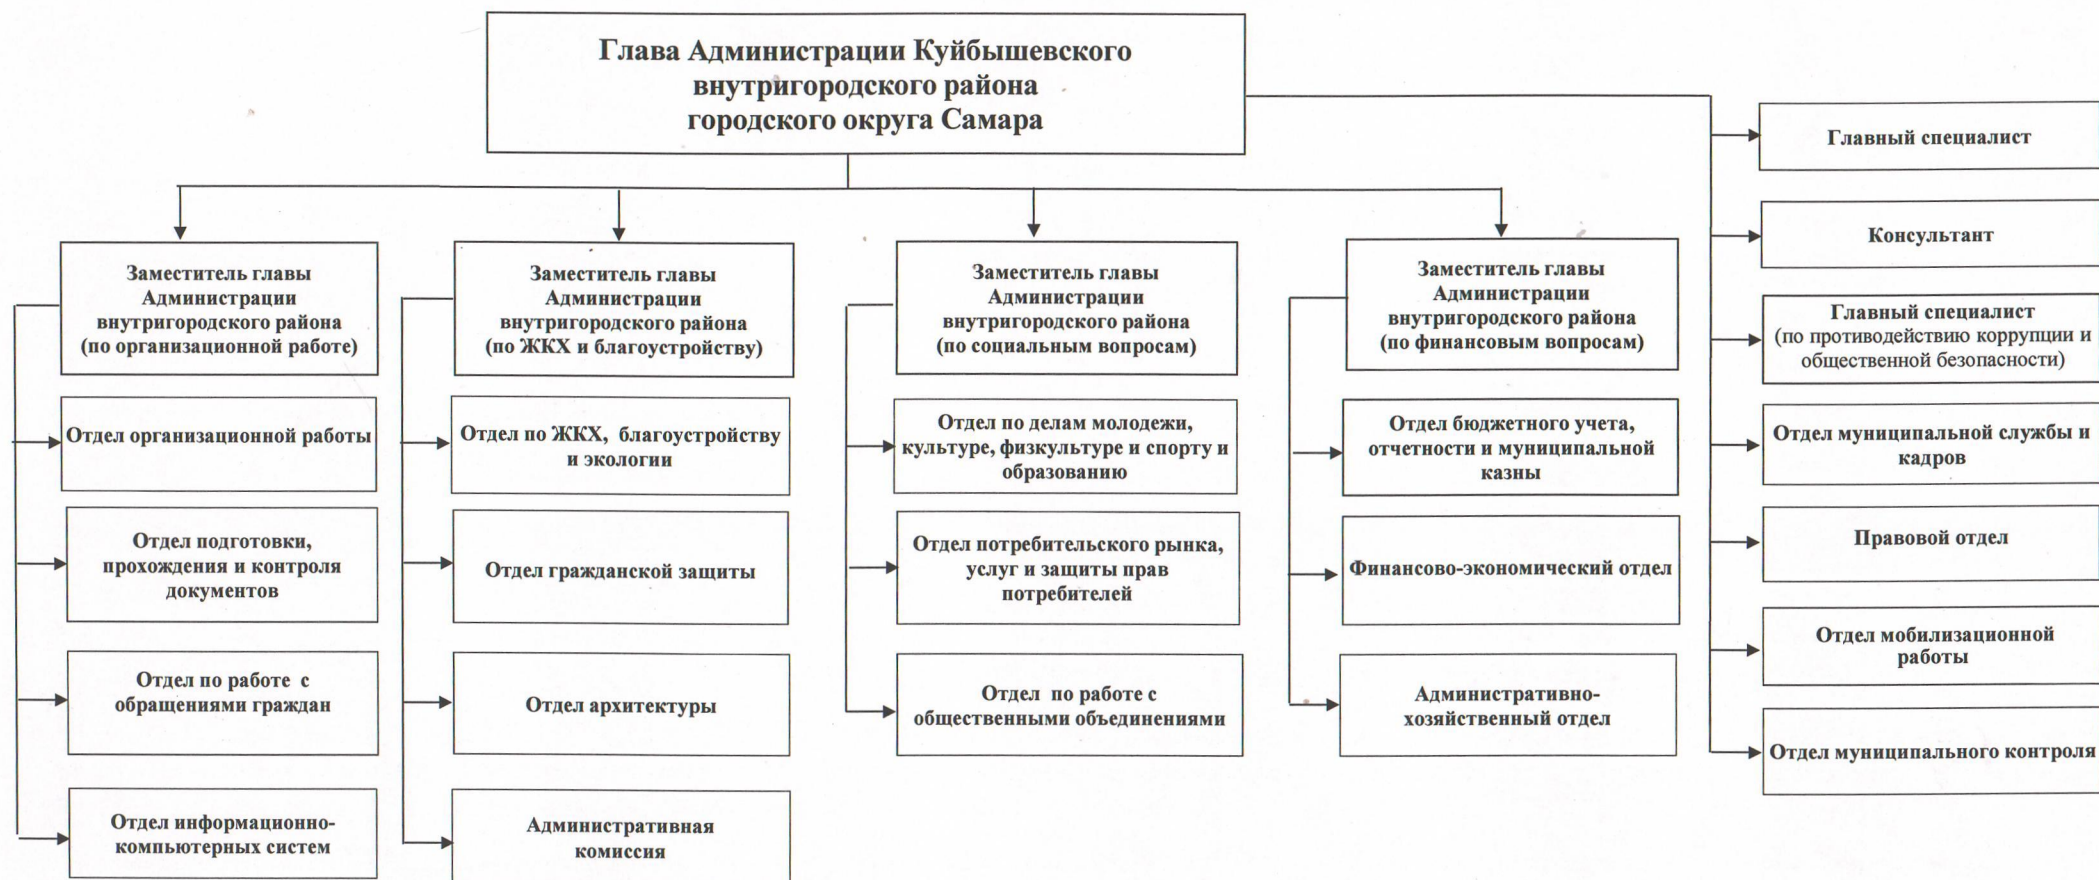 Глава Администрации Куйбышевского
внутригородского района
городского округа Самара
Заместитель главы
Администрации
внутригородского района
(по организационной работе)
Отдел организационной работы
Отдел подготовки,
прохождения и контроля
документов
Отдел по работе с
обращениями граждан
Отдел информационно-
компьютерных систем
Заместитель главы
Администрации
внутригородского района
(по ЖКХ и благоустройству)
Отдел по ЖКХ, благоустройству
и экологии
Отдел гражданской защиты
Отдел архитектуры
Административная
комиссия
Заместитель главы
Администрации
внутригородского района
(по социальным вопросам)
Отдел по делам молодежи,
культуре, физкультуре и спорту и
образованию
Отдел потребительского рынка,
услуг и защиты прав
потребителей
Отдел по работе с
общественными объединениями
Заместитель главы
Администрации
внутригородского района
(по финансовым вопросам)
Отдел бюджетного учета,
отчетности и муниципальной
казны
Финансово-экономический отдел
Административно-
хозяйственный отдел
Главный специалист
Консультант
Главный специалист
(по противодействию коррупции и
общественной безопасности)
Отдел муниципальной службы и
кадров
Правовой отдел
Отдел мобилизационной
работы
Отдел муниципального контроля